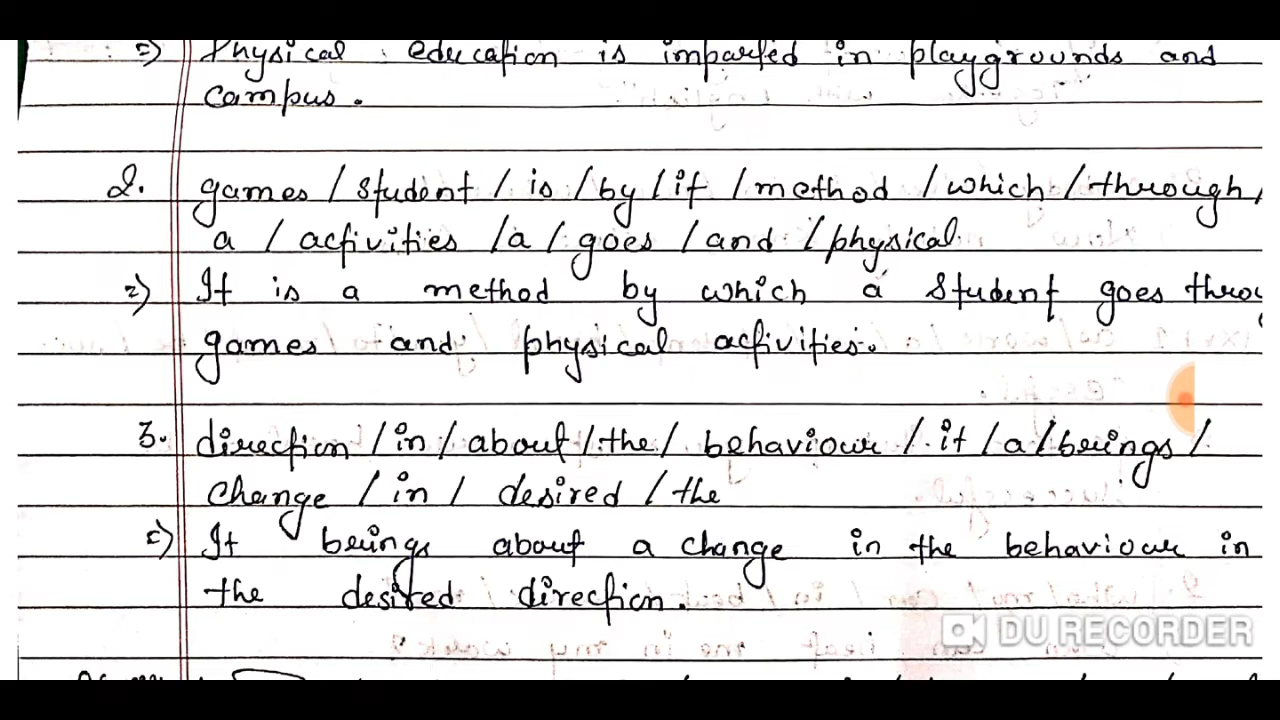 =) Physical education is imparted in playgrounds and
campus.
2. games / student / is / by / it / method / which / through,
a / activities / a / goes / and / physical
=) It is a method by which a student goes throu
games and physical activities.
3. direction / in / about / the / behaviour / it / a / brings /
change / in / desired / the
=) It brings about a change in the behaviour in
the desired direction.
DU RECORDER